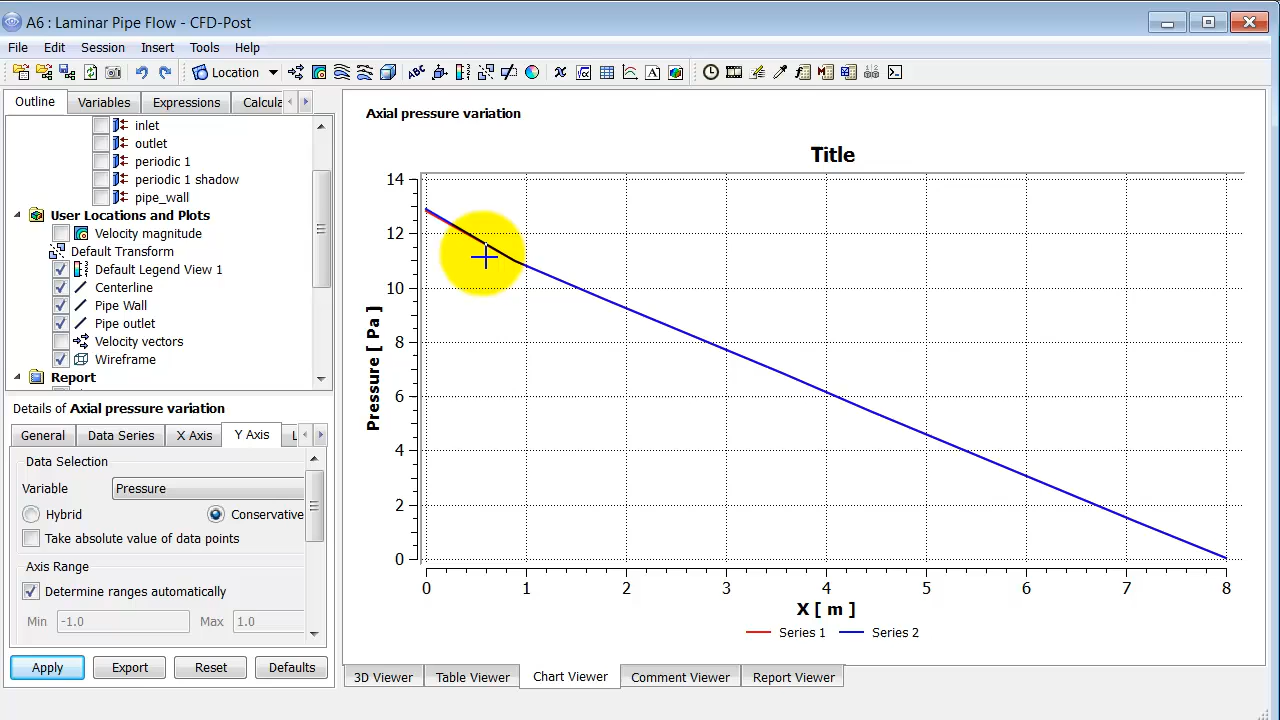 A6 : Laminar Pipe Flow - CFD-Post
File Edit Session Insert Tools Help
Location
Outline Variables Expressions Calcula
inlet
outlet
periodic 1
periodic 1 shadow
pipe_wall
User Locations and Plots
Velocity magnitude
Default Transform
Default Legend View 1
Centerline
Pipe Wall
Pipe outlet
Velocity vectors
Wireframe
Report
Details of Axial pressure variation
General Data Series X Axis Y Axis L
Data Selection
Variable Pressure
Hybrid Conservative
Take absolute value of data points
Axis Range
Determine ranges automatically
Min -1.0 Max 1.0
Apply Export Reset Defaults
Axial pressure variation
Title
14
12
10
8
6
4
2
0
Pressure [ Pa ]
0 1 2 3 4 5 6 7 8
X [ m ]
Series 1 Series 2
3D Viewer Table Viewer Chart Viewer Comment Viewer Report Viewer